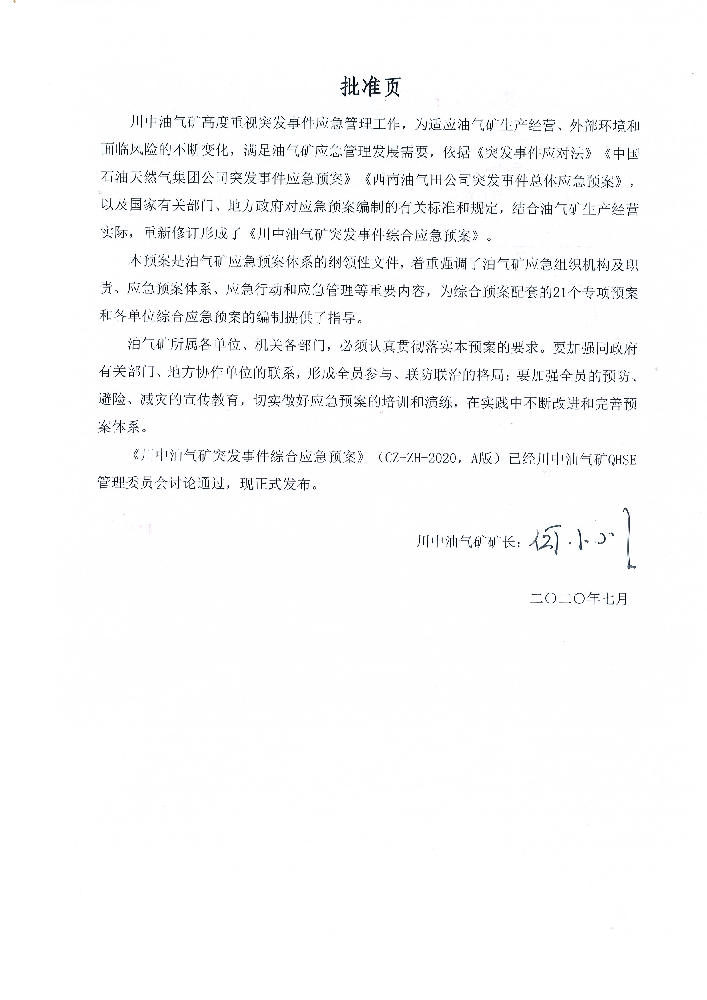 批准页
川中油气矿高度重视突发事件应急管理工作，为适应油气矿生产经营、外部环境和
面临风险的不断变化，满足油气矿应急管理发展需要，依据《突发事件应对法》《中国
石油天然气集团公司突发事件应急预案》《西南油气田公司突发事件总体应急预案》，
以及国家有关部门、地方政府对应急预案编制的有关标准和规定，结合油气矿生产经营
实际，重新修订形成了《川中油气矿突发事件综合应急预案》。
本预案是油气矿应急预案体系的纲领性文件，着重强调了油气矿应急组织机构及职
责、应急预案体系、应急行动和应急管理等重要内容，为综合预案配套的21个专项预案
和各单位综合应急预案的编制提供了指导。
油气矿所属各单位、机关各部门，必须认真贯彻落实本预案的要求。要加强同政府
有关部门、地方协作单位的联系，形成全员参与、联防联治的格局；要加强全员的预防、
避险、减灾的宣传教育，切实做好应急预案的培训和演练，在实践中不断改进和完善预
案体系。
《川中油气矿突发事件综合应急预案》（CZ-ZH-2020，A版）已经川中油气矿QHSE
管理委员会讨论通过，现正式发布。
川中油气矿矿长：
二〇二〇年七月